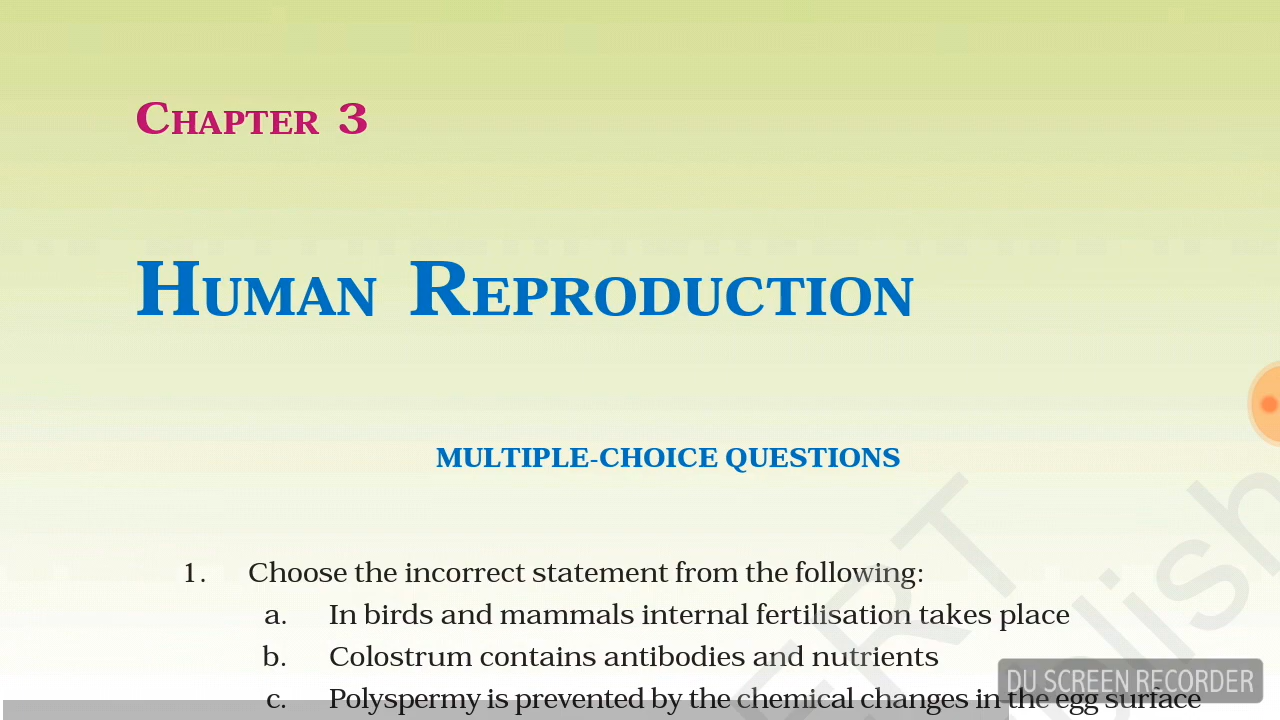 CHAPTER 3
HUMAN REPRODUCTION
MULTIPLE-CHOICE QUESTIONS
1. Choose the incorrect statement from the following:
a. In birds and mammals internal fertilisation takes place
b. Colostrum contains antibodies and nutrients
c. Polyspermy is prevented by the chemical changes in the egg surface
DU SCREEN RECORDER